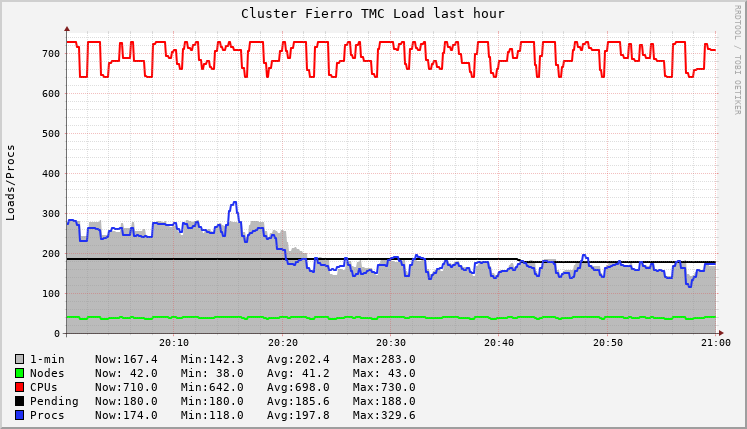 Cluster Fierro TMC Load last hour
RRDTOOL / TOBI OETIKER
Loads/Procs
700
600
500
400
300
200
100
0
20:10 20:20 20:30 20:40 20:50 21:00
1-min Now:167.4 Min:142.3 Avg:202.4 Max:283.0
Nodes Now: 42.0 Min: 38.0 Avg: 41.2 Max: 43.0
CPUs Now:710.0 Min:642.0 Avg:698.0 Max:730.0
Pending Now:180.0 Min:180.0 Avg:185.6 Max:188.0
Procs Now:174.0 Min:118.0 Avg:197.8 Max:329.6